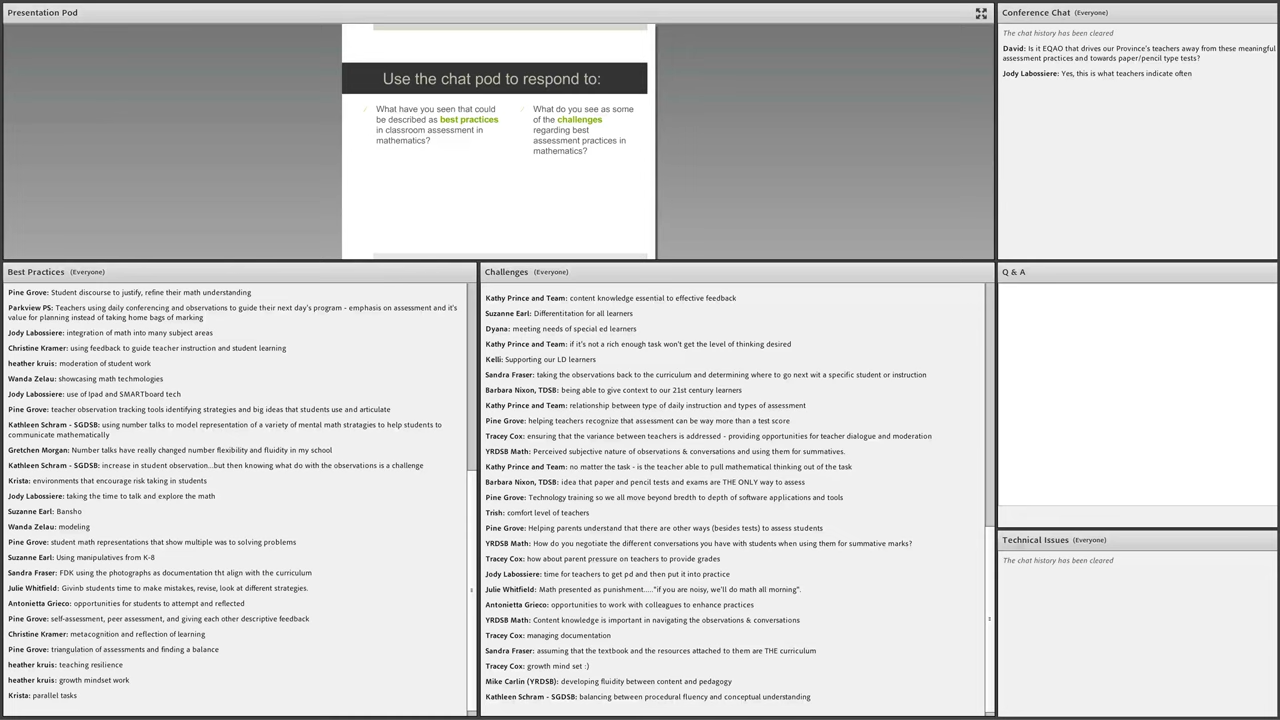 Presentation Pod
Use the chat pod to respond to:
What have you seen that could
be described as best practices
in classroom assessment in
mathematics?
What do you see as some
of the challenges
regarding best
assessment practices in
mathematics?
Conference Chat (Everyone)
The chat history has been cleared
David: Is it EQAO that drives our Province's teachers away from these meaningful
assessment practices and towards paper/pencil type tests?
Jody Labossiere: Yes, this is what teachers indicate often
Best Practices (Everyone)
Pine Grove: Student discourse to justify, refine their math understanding
Parkview PS: Teachers using daily conferencing and observations to guide their next day's program - emphasis on assessment and it's
value for planning instead of taking home bags of marking
Jody Labossiere: integration of math into many subject areas
Christine Kramer: using feedback to guide teacher instruction and student learning
heather kruis: moderation of student work
Wanda Zelau: showcasing math technologies
Jody Labossiere: use of Ipad and SMARTboard tech
Pine Grove: teacher observation tracking tools identifying strategies and big ideas that students use and articulate
Kathleen Schram - SGDSB: using number talks to model representation of a variety of mental math strategies to help students to
communicate mathematically
Gretchen Morgan: Number talks have really changed number flexibility and fluidity in my school
Kathleen Schram - SGDSB: increase in student observation...but then knowing what do with the observations is a challenge
Krista: environments that encourage risk taking in students
Jody Labossiere: taking the time to talk and explore the math
Suzanne Earl: Bansho
Wanda Zelau: modeling
Pine Grove: student math representations that show multiple was to solving problems
Suzanne Earl: Using manipulatives from K-8
Sandra Fraser: FDK using the photographs as documentation tht align with the curriculum
Julie Whitfield: Givinb students time to make mistakes, revise, look at different strategies.
Antonietta Grieco: opportunities for students to attempt and reflected
Pine Grove: self-assessment, peer assessment, and giving each other descriptive feedback
Christine Kramer: metacognition and reflection of learning
Pine Grove: triangulation of assessments and finding a balance
heather kruis: teaching resilience
heather kruis: growth mindset work
Krista: parallel tasks
Challenges (Everyone)
Kathy Prince and Team: content knowledge essential to effective feedback
Suzanne Earl: Differentitation for all learners
Dyana: meeting needs of special ed learners
Kathy Prince and Team: if it's not a rich enough task won't get the level of thinking desired
Kelli: Supporting our LD learners
Sandra Fraser: taking the observations back to the curriculum and determining where to go next wit a specific student or instruction
Barbara Nixon, TDSB: being able to give context to our 21st century learners
Kathy Prince and Team: relationship between type of daily instruction and types of assessment
Pine Grove: helping teachers recognize that assessment can be way more than a test score
Tracey Cox: ensuring that the variance between teachers is addressed - providing opportunities for teacher dialogue and moderation
YRDSB Math: Perceived subjective nature of observations & conversations and using them for summatives.
Kathy Prince and Team: no matter the task - is the teacher able to pull mathematical thinking out of the task
Barbara Nixon, TDSB: idea that paper and pencil tests and exams are THE ONLY way to assess
Pine Grove: Technology training so we all move beyond bredth to depth of software applications and tools
Trish: comfort level of teachers
Pine Grove: Helping parents understand that there are other ways (besides tests) to assess students
YRDSB Math: How do you negotiate the different conversations you have with students when using them for summative marks?
Tracey Cox: how about parent pressure on teachers to provide grades
Jody Labossiere: time for teachers to get pd and then put it into practice
Julie Whitfield: Math presented as punishment....."if you are noisy, we'll do math all morning".
Antonietta Grieco: opportunities to work with colleagues to enhance practices
YRDSB Math: Content knowledge is important in navigating the observations & conversations
Tracey Cox: managing documentation
Sandra Fraser: assuming that the textbook and the resources attached to them are THE curriculum
Tracey Cox: growth mind set :)
Mike Carlin (YRDSB): developing fluidity between content and pedagogy
Kathleen Schram - SGDSB: balancing between procedural fluency and conceptual understanding
Q & A
Technical Issues (Everyone)
The chat history has been cleared